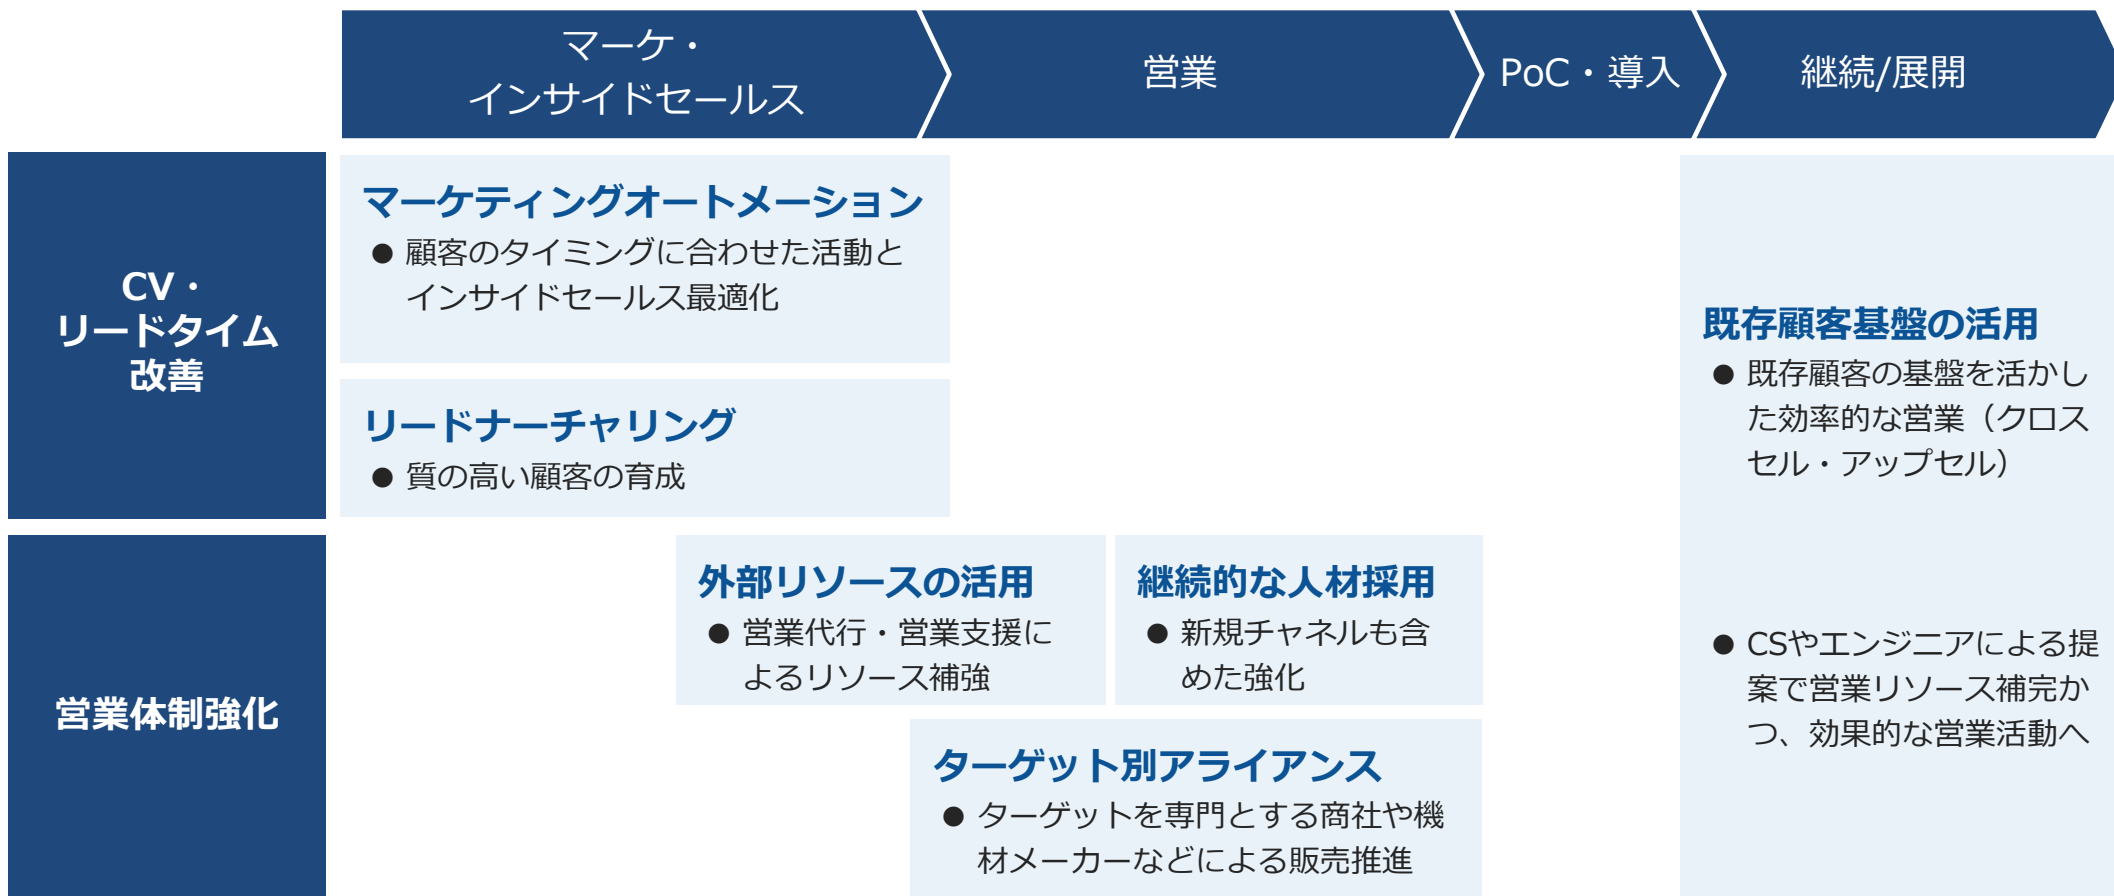 マーケ・
インサイドセールス
営業
PoC・導入
継続/展開
CV・
リードタイム
改善
マーケティングオートメーション
● 顧客のタイミングに合わせた活動と
インサイドセールス最適化
リードナーチャリング
● 質の高い顧客の育成
既存顧客基盤の活用
● 既存顧客の基盤を活かし
た効率的な営業（クロス
セル・アップセル）
営業体制強化
外部リソースの活用
● 営業代行・営業支援に
よるリソース補強
継続的な人材採用
● 新規チャネルも含
めた強化
ターゲット別アライアンス
● ターゲットを専門とする商社や機
材メーカーなどによる販売推進
● CSやエンジニアによる提
案で営業リソース補完か
つ、効果的な営業活動へ